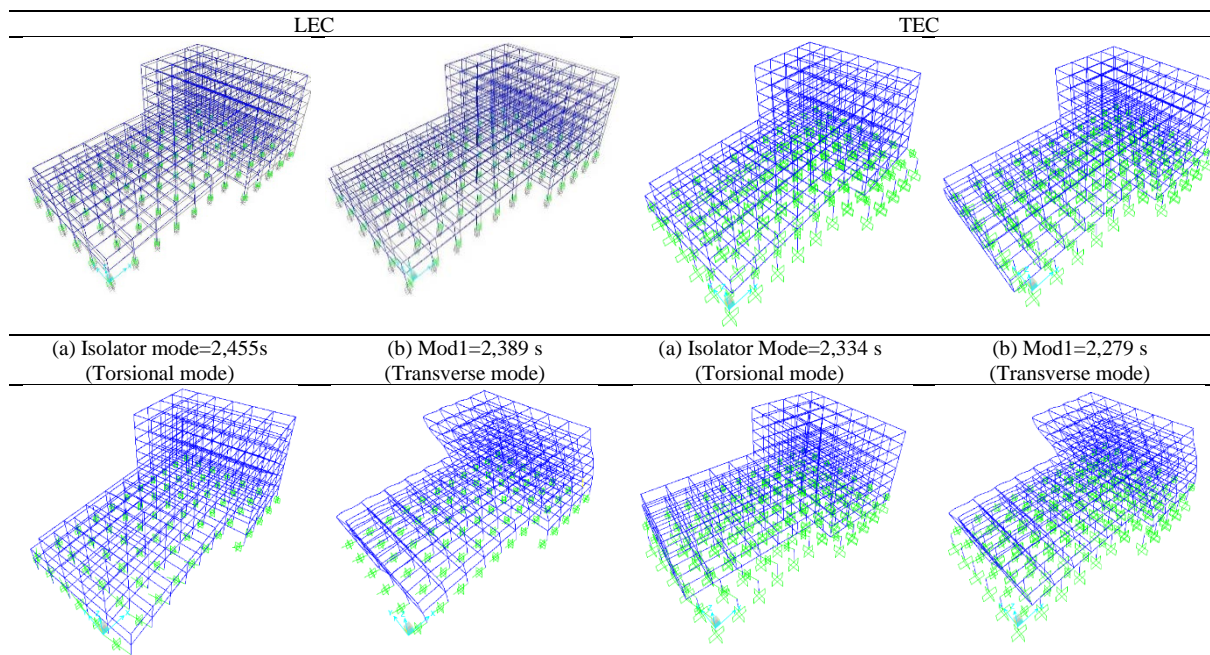 LEC TEC
(a) Isolator mode=2,455s (b) Mod1=2,389 s (a) Isolator Mode=2,334 s (b) Mod1=2,279 s
(Torsional mode) (Transverse mode) (Torsional mode) (Transverse mode)